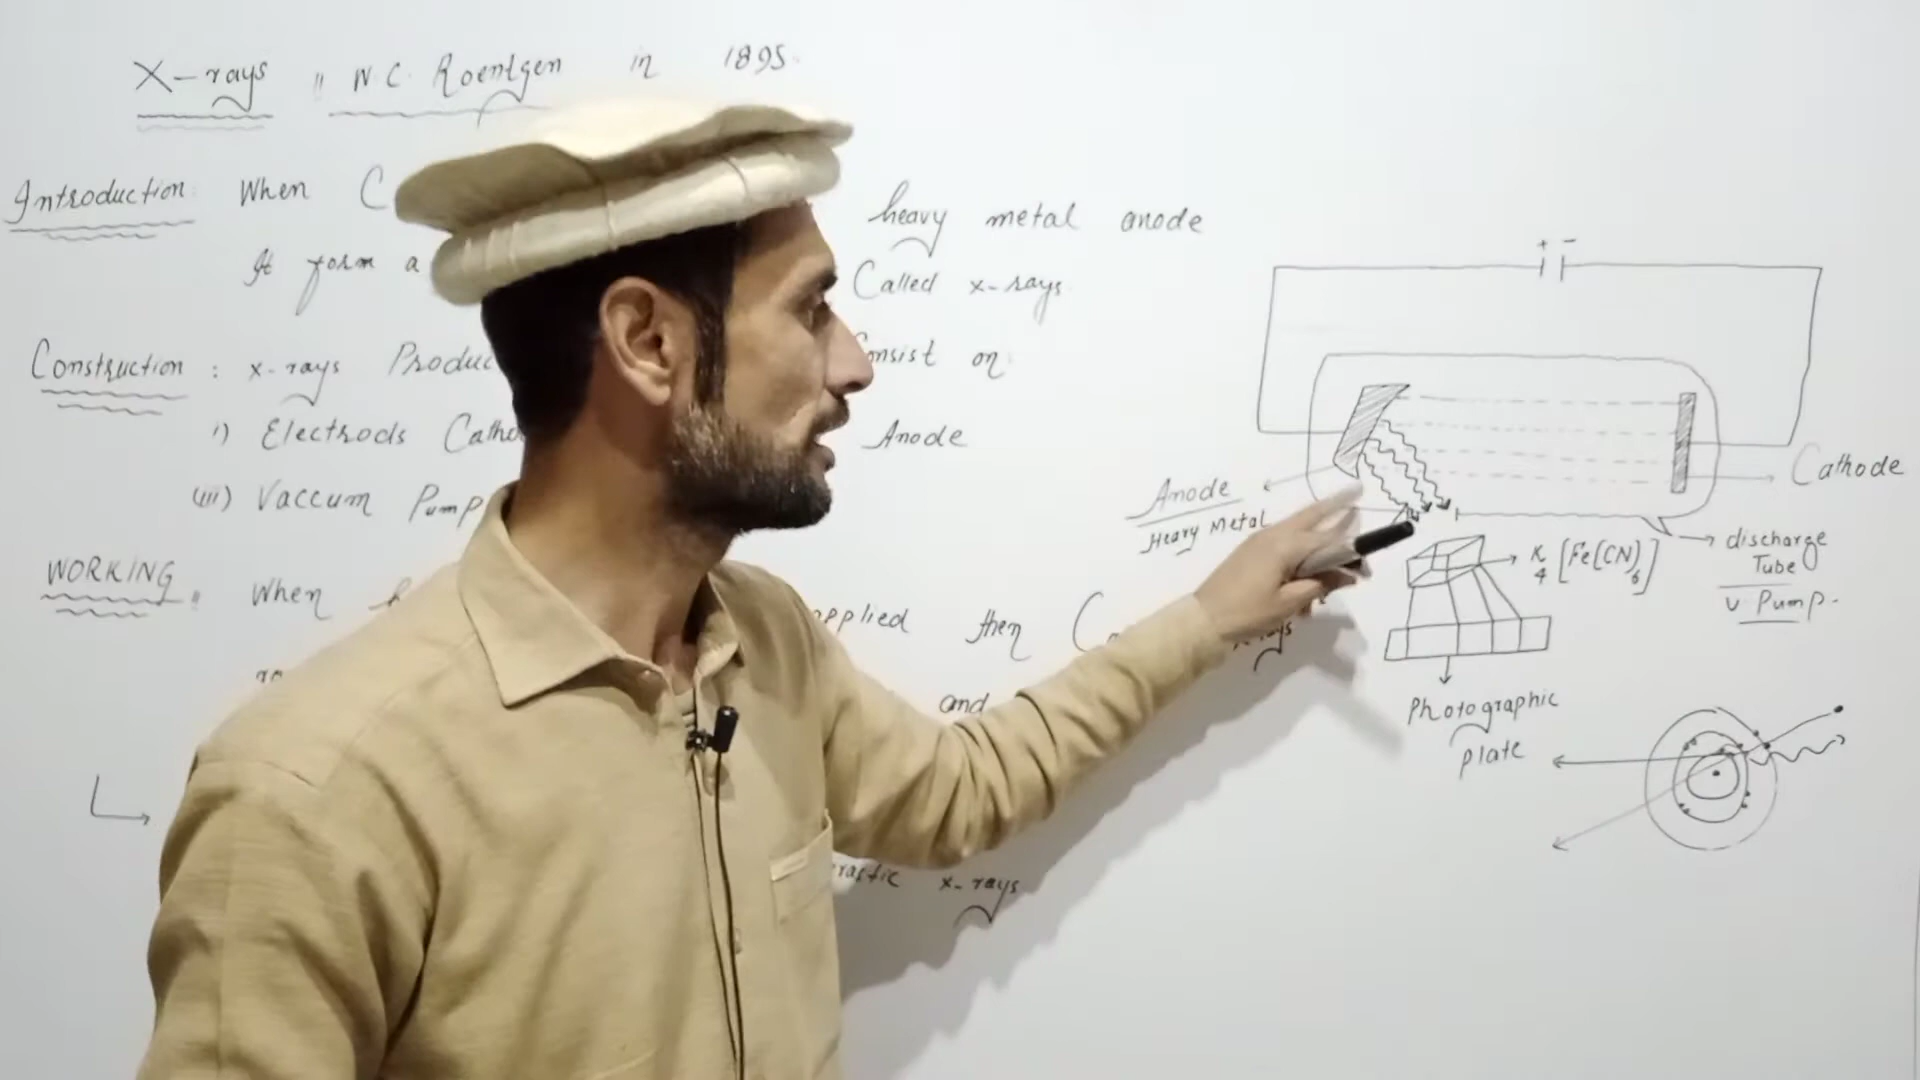 X-rays " W.C. Roentgen in 1895.
Introduction: When C heavy metal anode
It form a Called x-rays
Construction : x-rays Produc onsist on:
i) Electrods Catho Anode
(iii) Vaccum Pump
WORKING " When applied then
and x-rays
x-rays
+ -
Cathode
Anode
Heavy Metal
discharge
Tube
V. Pump.
K4[Fe(CN)6]
Photographic
plate